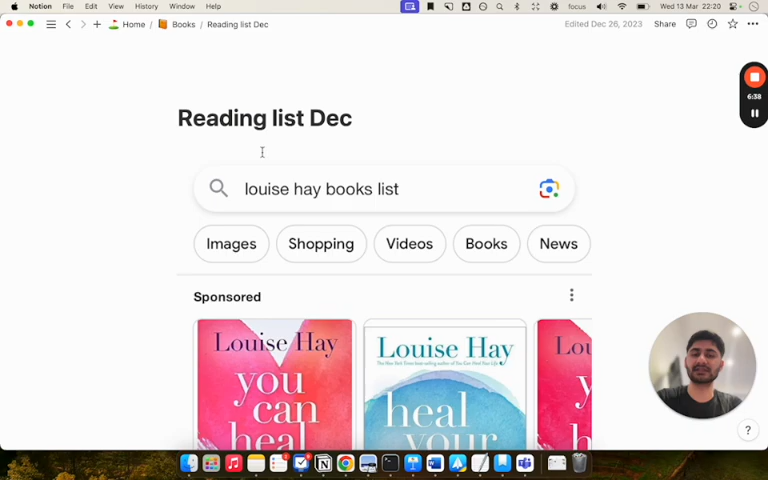 Notion File Edit View History Window Help focus Wed 13 Mar 22:20
Home / Books / Reading list Dec Edited Dec 26, 2023 Share
6:38
Reading list Dec
louise hay books list
Images Shopping Videos Books News
Sponsored
Louise Hay
you
can
heal
Louise Hay
heal
your
Lou
?